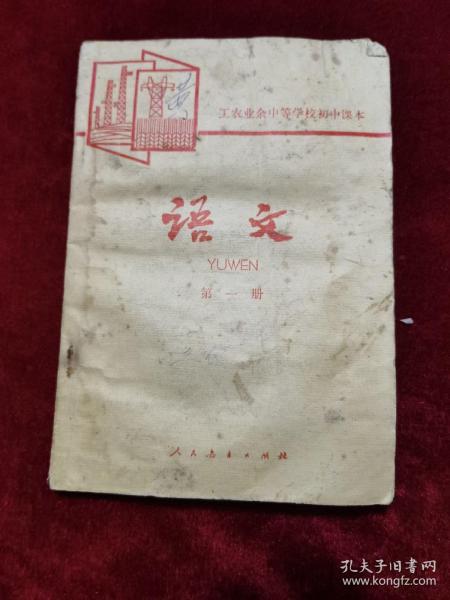 工农业余中等学校初中课本
语文
YUWEN
第一册
人民教育出版社
孔夫子旧书网
www.kongfz.com